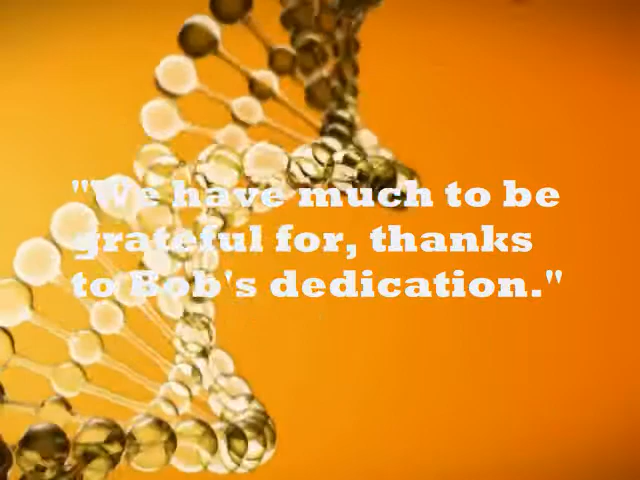 "We have much to be
grateful for, thanks
to Bob's dedication."